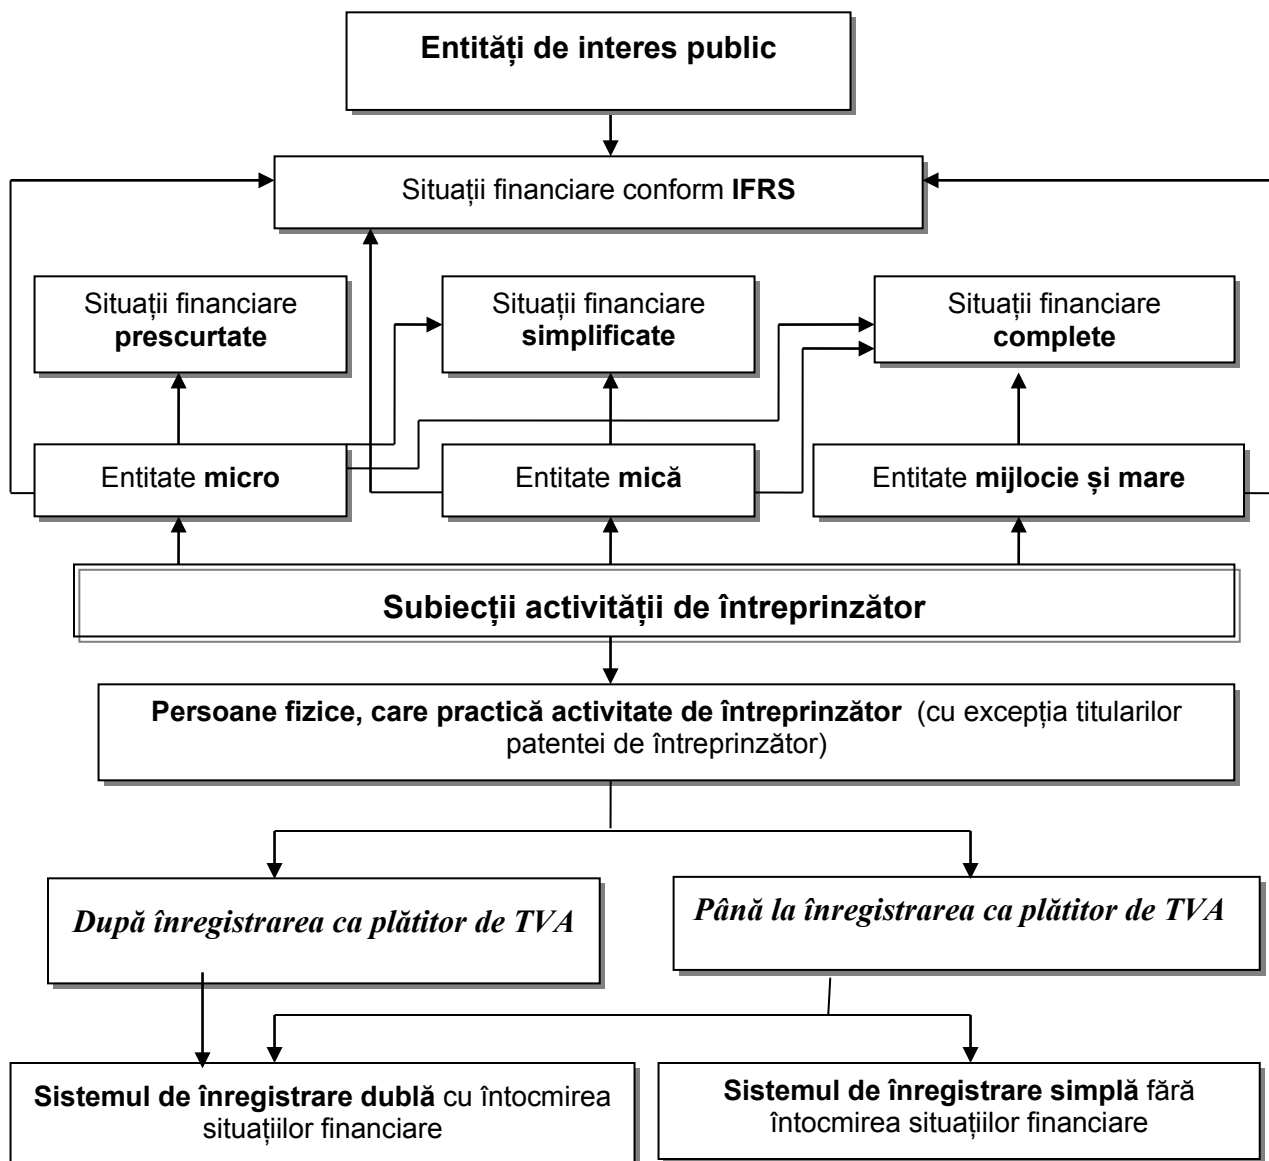 Entități de interes public
Situații financiare conform IFRS
Situații financiare
prescurtate
Situații financiare
simplificate
Situații financiare
complete
Entitate micro
Entitate mică
Entitate mijlocie și mare
Subiecții activității de întreprinzător
Persoane fizice, care practică activitate de întreprinzător (cu excepția titularilor
patentei de întreprinzător)
După înregistrarea ca plătitor de TVA
Până la înregistrarea ca plătitor de TVA
Sistemul de înregistrare dublă cu întocmirea
situațiilor financiare
Sistemul de înregistrare simplă fără
întocmirea situațiilor financiare